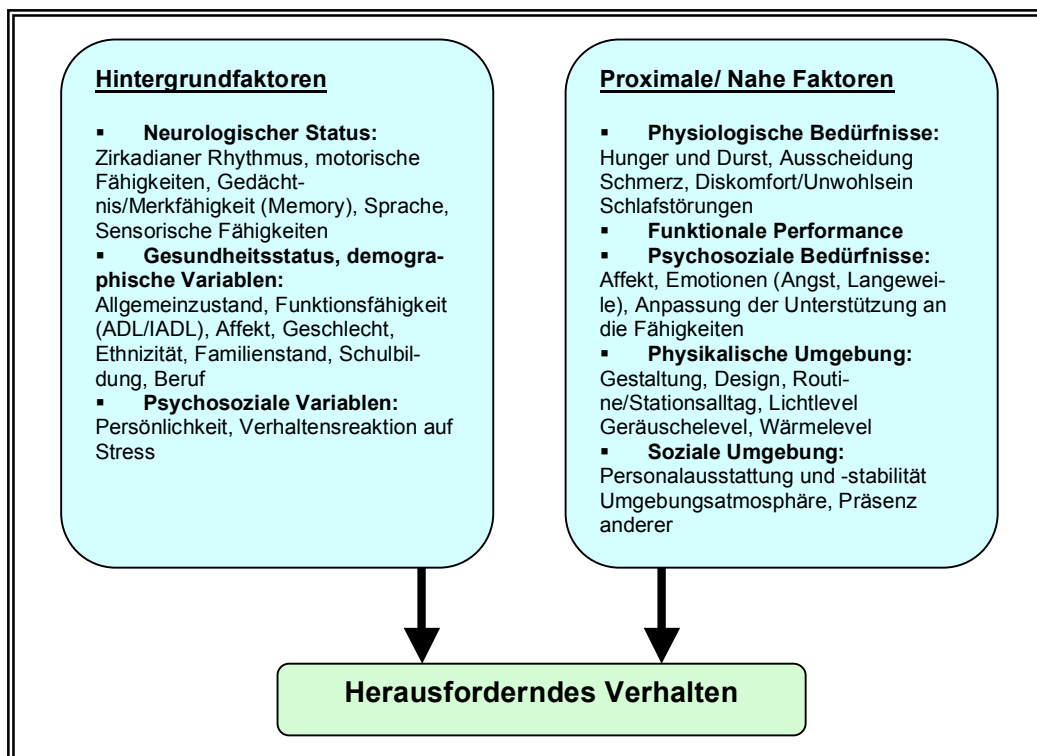 Hintergrundfaktoren
▪ Neurologischer Status:
Zirkadianer Rhythmus, motorische
Fähigkeiten, Gedächt-
nis/Merkfähigkeit (Memory), Sprache,
Sensorische Fähigkeiten
▪ Gesundheitsstatus, demogra-
phische Variablen:
Allgemeinzustand, Funktionsfähigkeit
(ADL/IADL), Affekt, Geschlecht,
Ethnizität, Familienstand, Schulbil-
dung, Beruf
▪ Psychosoziale Variablen:
Persönlichkeit, Verhaltensreaktion auf
Stress
Proximale/ Nahe Faktoren
▪ Physiologische Bedürfnisse:
Hunger und Durst, Ausscheidung
Schmerz, Diskomfort/Unwohlsein
Schlafstörungen
▪ Funktionale Performance
▪ Psychosoziale Bedürfnisse:
Affekt, Emotionen (Angst, Langewei-
le), Anpassung der Unterstützung an
die Fähigkeiten
▪ Physikalische Umgebung:
Gestaltung, Design, Routi-
ne/Stationsalltag, Lichtlevel
Geräuschelevel, Wärmelevel
▪ Soziale Umgebung:
Personalausstattung und -stabilität
Umgebungsatmosphäre, Präsenz
anderer
Herausforderndes Verhalten